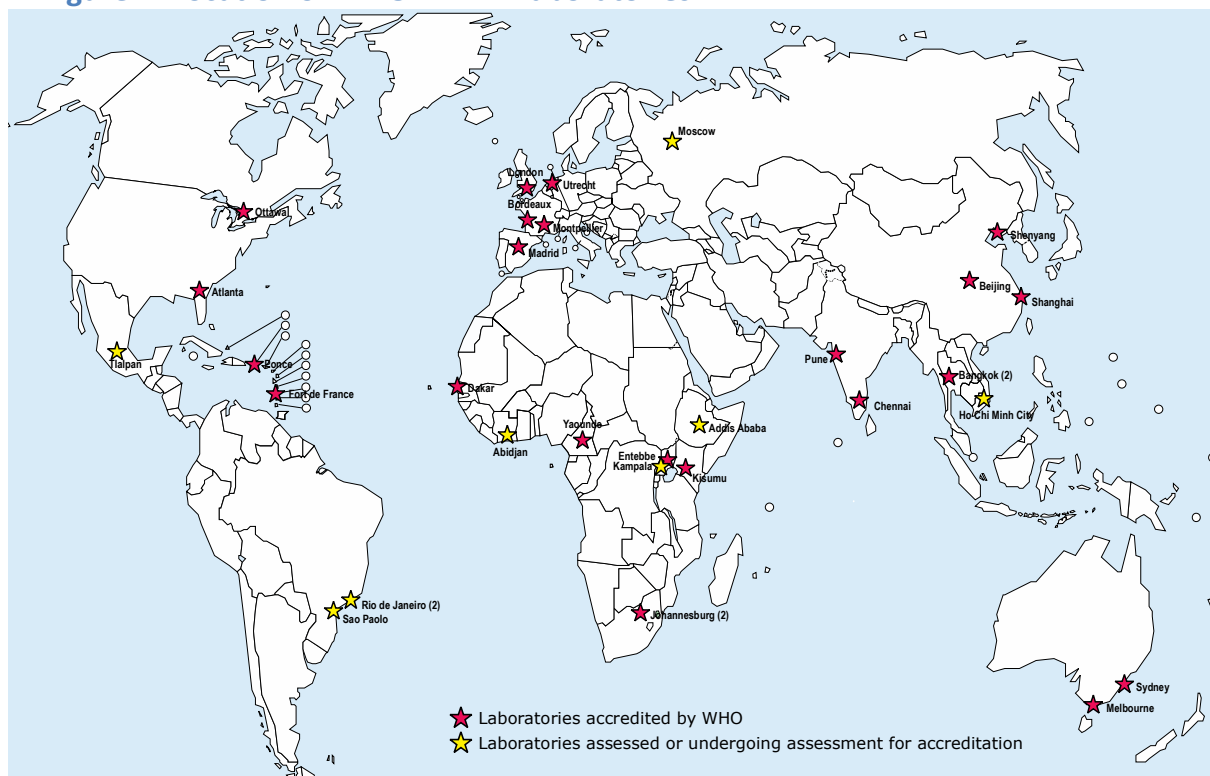 Moscow
London
Utrecht
Bordeaux
Ottawa
Montpellier
Shenyang
Madrid
Beijing
Atlanta
Shanghai
Tlalpan
Ponce
Pune
Fort de France
Dakar
Bangkok (2)
Chennai
Ho Chi Minh City
Yaounde
Addis Ababa
Abidjan
Entebbe
Kampala
Kisumu
Rio de Janeiro (2)
Sao Paolo
Johannesburg (2)
Sydney
Melbourne
Laboratories accredited by WHO
Laboratories assessed or undergoing assessment for accreditation